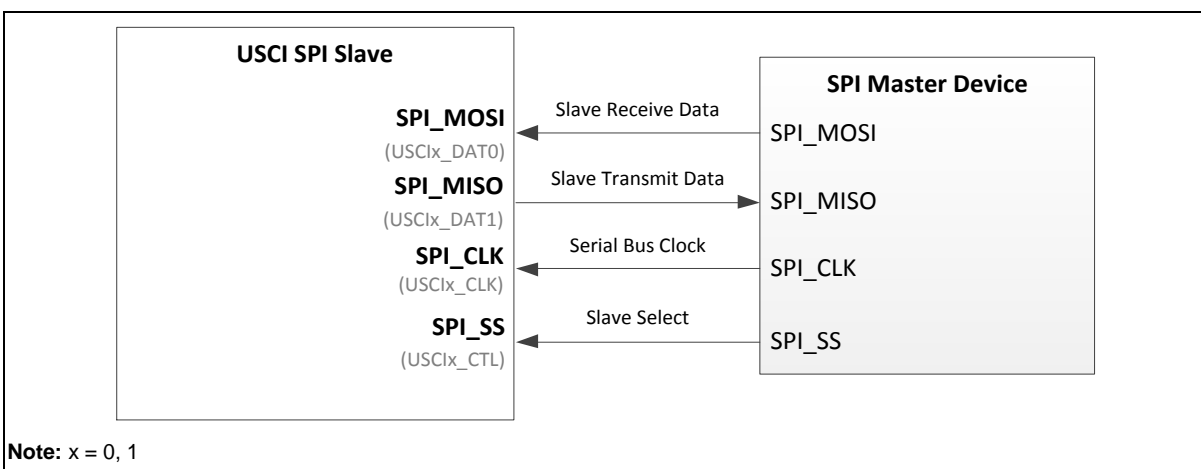 USCI SPI Slave
SPI_MOSI
(USCIx_DAT0)
SPI_MISO
(USCIx_DAT1)
SPI_CLK
(USCIx_CLK)
SPI_SS
(USCIx_CTL)
Slave Receive Data
Slave Transmit Data
Serial Bus Clock
Slave Select
SPI Master Device
SPI_MOSI
SPI_MISO
SPI_CLK
SPI_SS
Note: x = 0, 1